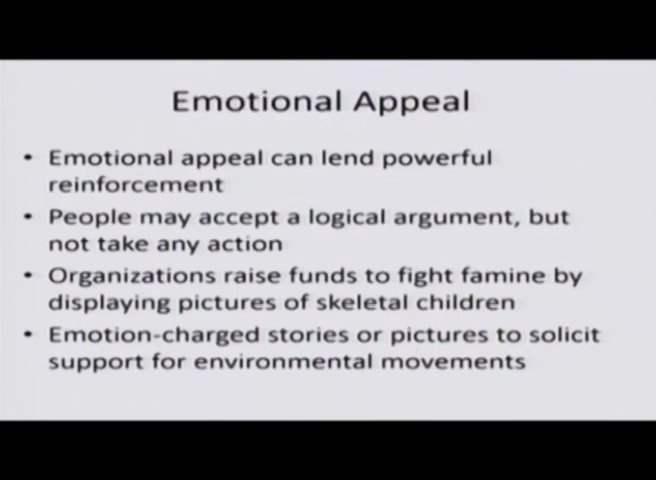 Emotional Appeal
• Emotional appeal can lend powerful
reinforcement
• People may accept a logical argument, but
not take any action
• Organizations raise funds to fight famine by
displaying pictures of skeletal children
• Emotion-charged stories or pictures to solicit
support for environmental movements